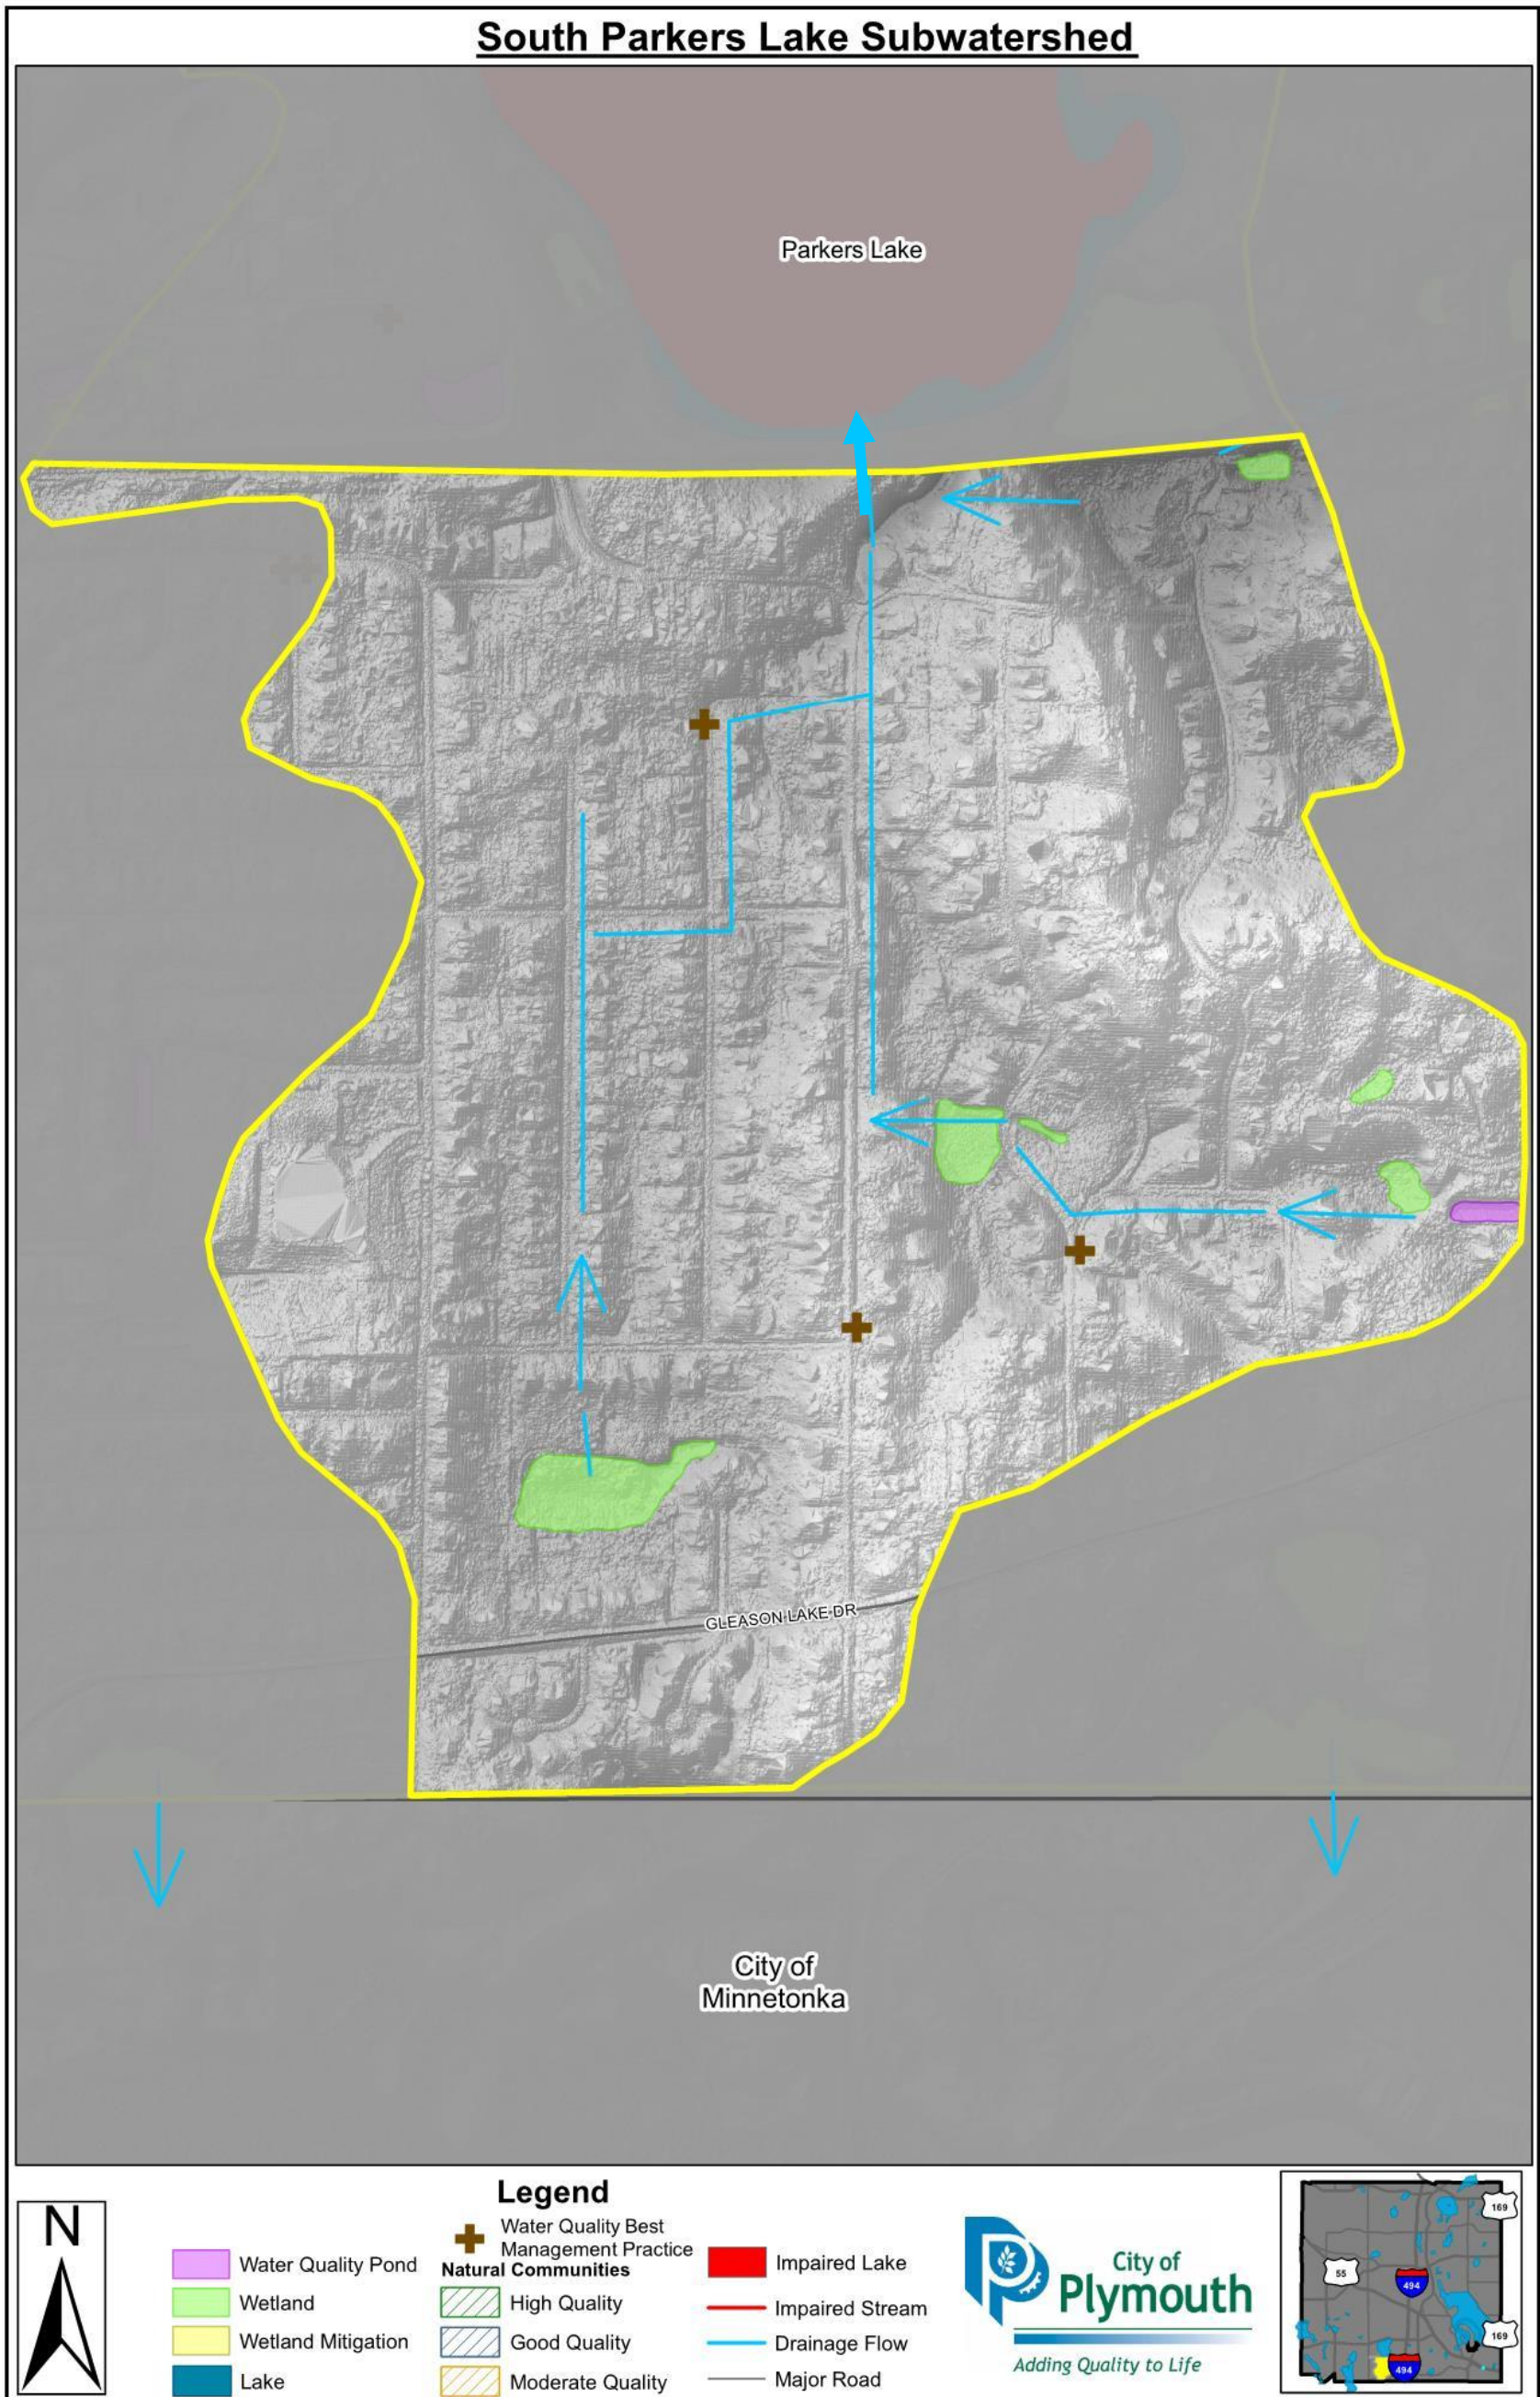 South Parkers Lake Subwatershed
Parkers Lake
GLEASON LAKE DR
City of
Minnetonka
N
Legend
Water Quality Pond
Wetland
Wetland Mitigation
Lake
Water Quality Best
Management Practice
Natural Communities
High Quality
Good Quality
Moderate Quality
Impaired Lake
Impaired Stream
Drainage Flow
Major Road
City of
Plymouth
Adding Quality to Life
169
55
494
169
494